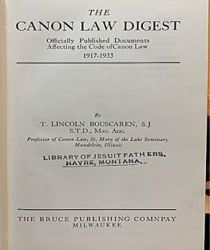 THE
CANON LAW DIGEST
Officially Published Documents
Affecting the Code of Canon Law
1917-1933
By
T. LINCOLN BOUSCAREN, S.J.
S.T.D., MAG. AGG.
Professor of Canon Law, St. Mary of the Lake Seminary
Mundelein, Illinois
LIBRARY OF JESUIT FATHERS,
HAVRE, MONTANA.
THE BRUCE PUBLISHING COMPANY
MILWAUKEE